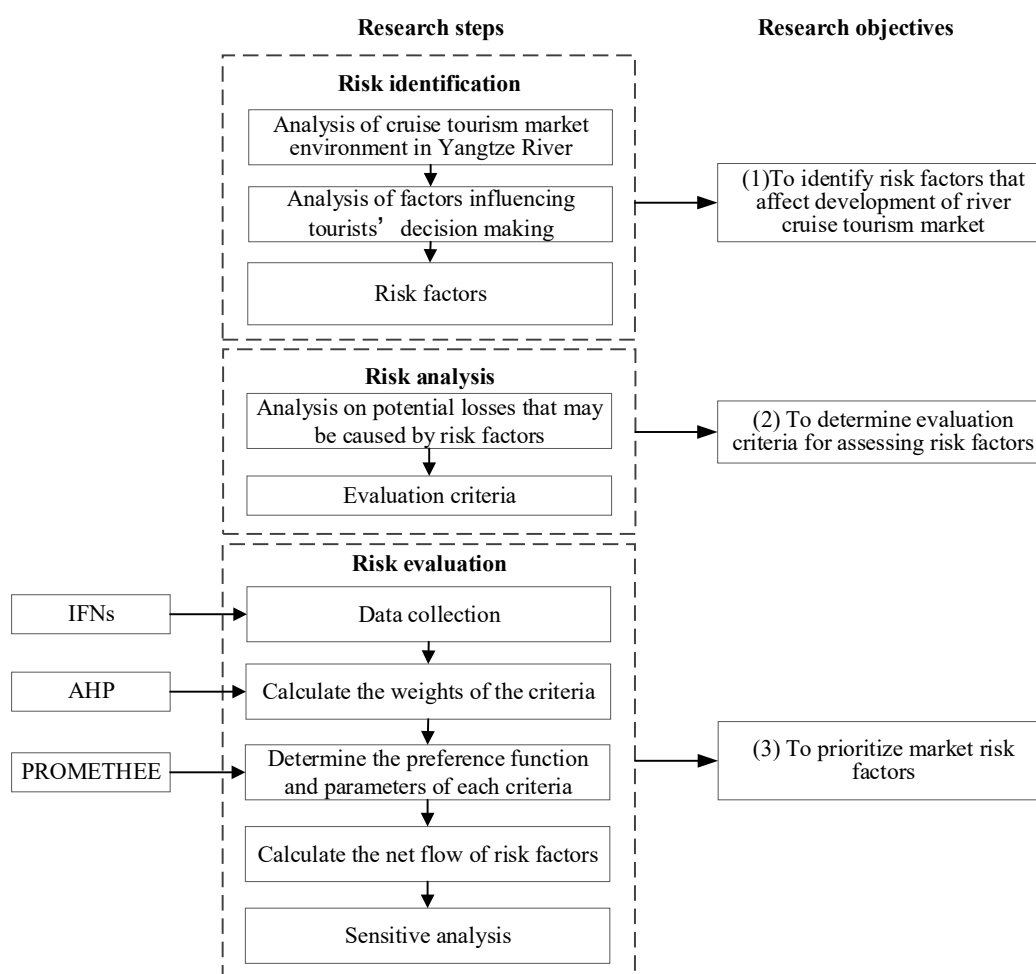 Research steps
Research objectives
Risk identification
Analysis of cruise tourism market
environment in Yangtze River
Analysis of factors influencing
tourists’ decision making
Risk factors
(1)To identify risk factors that
affect development of river
cruise tourism market
Risk analysis
Analysis on potential losses that may
be caused by risk factors
Evaluation criteria
(2) To determine evaluation
criteria for assessing risk factors
Risk evaluation
IFNs
Data collection
AHP
Calculate the weights of the criteria
PROMETHEE
Determine the preference function
and parameters of each criteria
Calculate the net flow of risk factors
Sensitive analysis
(3) To prioritize market risk
factors